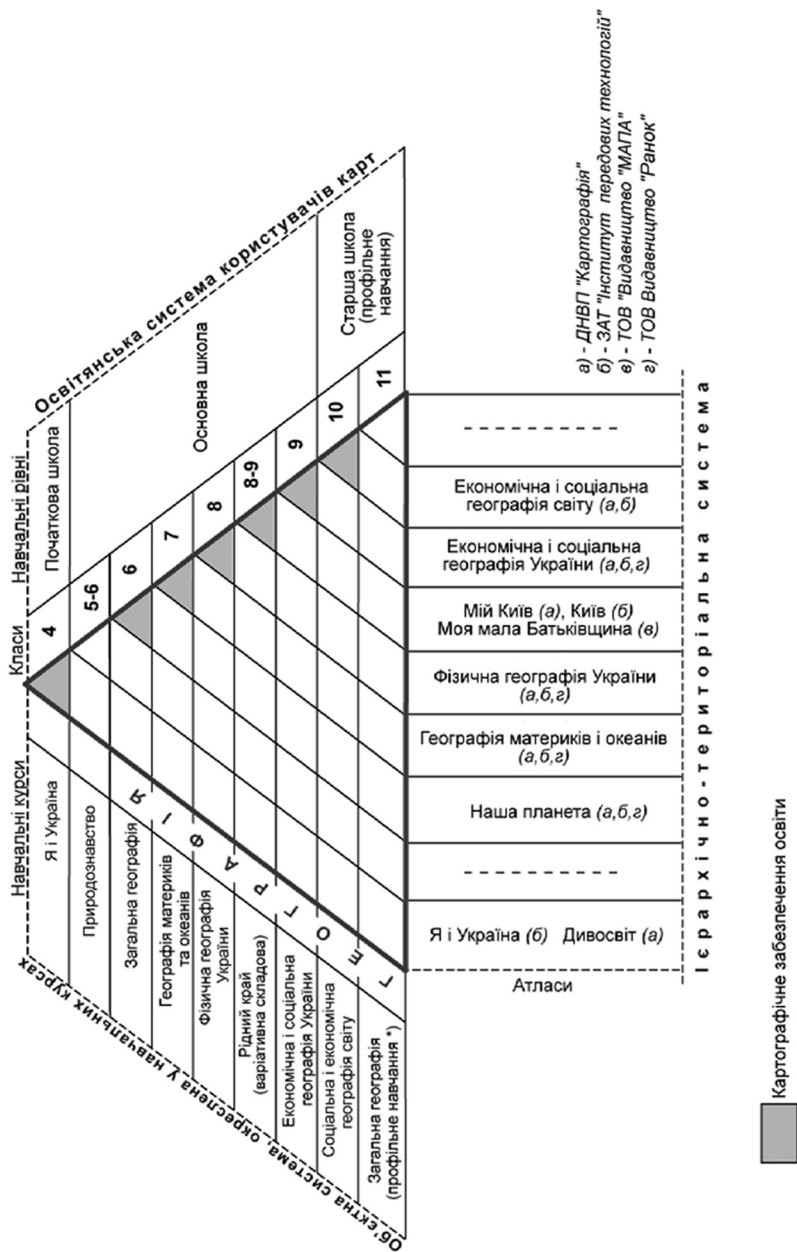 Об'єктна система, окреслена у навчальних курсах
Навчальні курси
Я і Україна
Природознавство
Загальна географія
Географія материків
та океанів
Фізична географія
України
Рідний край
(варіативна складова)
Економічна і соціальна
географія України
Соціальна і економічна
географія світу
Загальна географія
(профільне навчання *)
ГЕОГРАФІЯ
Класи
4
5-6
6
7
8
8-9
9
10
11
Навчальні рівні
Початкова школа
Основна школа
Старша школа
(профільне
навчання)
Освітянська система користувачів карт
Атласи
Я і Україна (б) Дивосвіт (а)
Наша планета (а,б,г)
Географія материків і океанів
(а,б,г)
Фізична географія України
(а,б,г)
Мій Київ (а), Київ (б)
Моя мала Батьківщина (в)
Економічна і соціальна
географія України (а,б,г)
Економічна і соціальна
географія світу (а,б)
Ієрархічно-територіальна система
а) - ДНВП "Картографія"
б) - ЗАТ "Інститут передових технологій"
в) - ТОВ "Видавництво "МАПА"
г) - ТОВ Видавництво "Ранок"
Картографічне забезпечення освіти